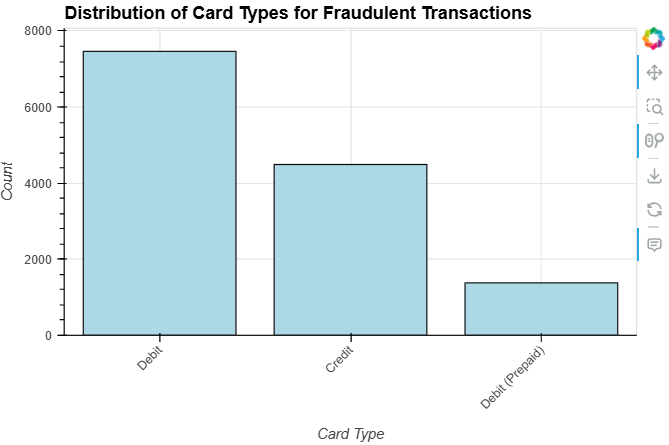 Distribution of Card Types for Fraudulent Transactions
8000
6000
4000
2000
0
Count
Debit
Credit
Debit (Prepaid)
Card Type